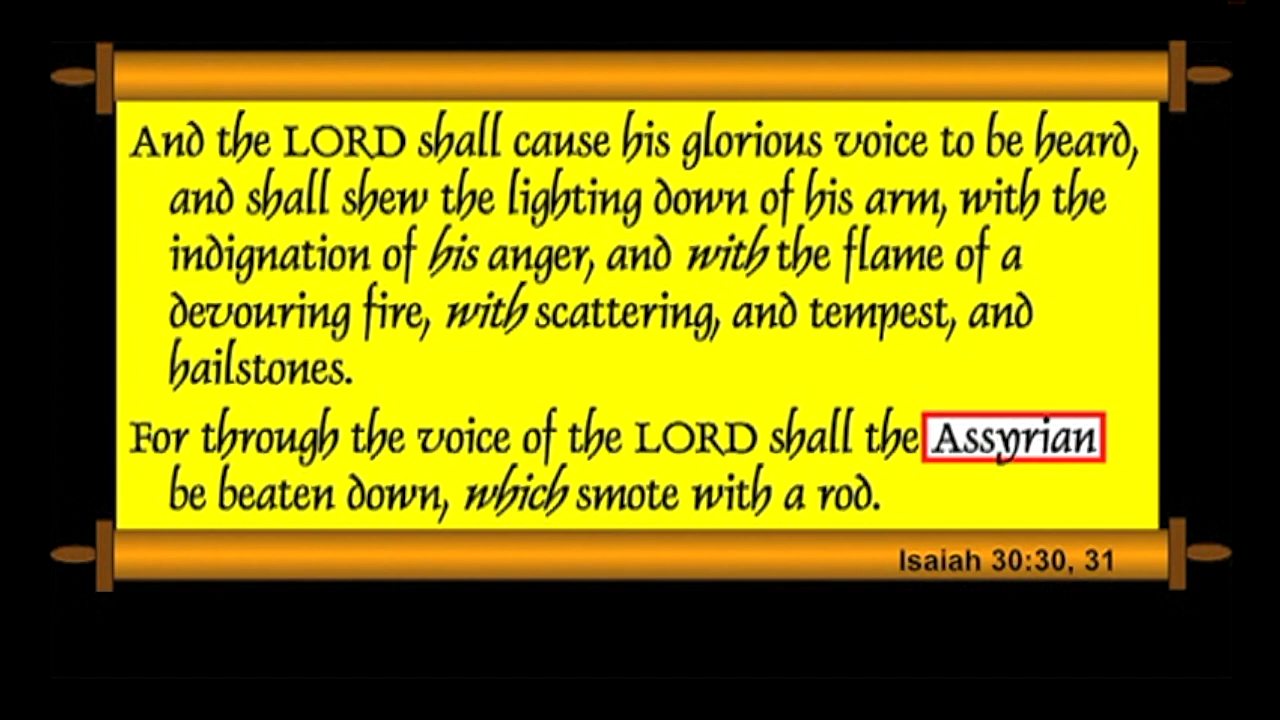 And the LORD shall cause his glorious voice to be heard,
and shall shew the lighting down of his arm, with the
indignation of his anger, and with the flame of a
devouring fire, with scattering, and tempest, and
hailstones.
For through the voice of the LORD shall the Assyrian
be beaten down, which smote with a rod.
Isaiah 30:30, 31